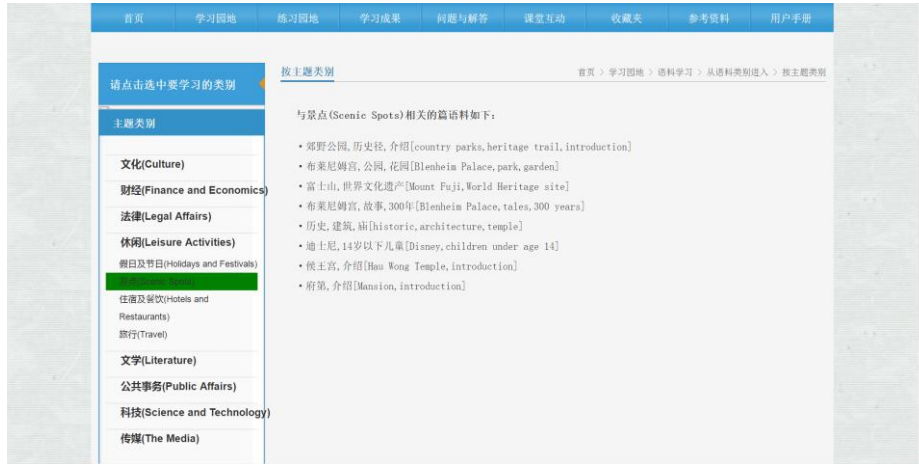 首页 学习园地 练习园地 学习成果 问题与解答 课堂互动 收藏夹 参考资料 用户手册
请点击选中要学习的类别
主题类别
文化(Culture)
财经(Finance and Economics)
法律(Legal Affairs)
休闲(Leisure Activities)
假日及节日(Holidays and Festivals)
景点(Scenic Spots)
住宿及餐饮(Hotels and
Restaurants)
旅行(Travel)
文学(Literature)
公共事务(Public Affairs)
科技(Science and Technology)
传媒(The Media)
按主题类别
首页 > 学习园地 > 语料学习 > 从语料类别进入 > 按主题类别
与景点(Scenic Spots)相关的篇语料如下:
•郊野公园,历史径,介绍[country parks,heritage trail,introduction]
•布莱尼姆宫,公园,花园[Blenheim Palace,park,garden]
•富士山,世界文化遗产[Mount Fuji,World Heritage site]
•布莱尼姆宫,故事,300年[Blenheim Palace,tales,300 years]
•历史,建筑,庙[historic,architecture,temple]
•迪士尼,14岁以下儿童[Disney,children under age 14]
•侯王宫,介绍[Hau Wong Temple,introduction]
•府第,介绍[Mansion,introduction]